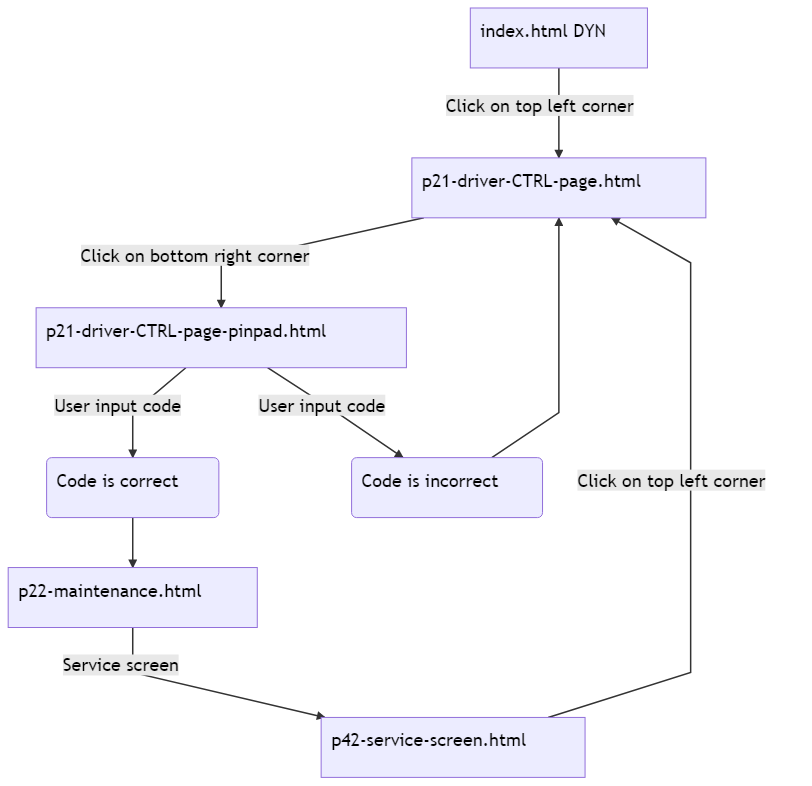 index.html DYN
Click on top left corner
p21-driver-CTRL-page.html
Click on bottom right corner
p21-driver-CTRL-page-pinpad.html
User input code
User input code
Code is correct
Code is incorrect
Click on top left corner
p22-maintenance.html
Service screen
p42-service-screen.html